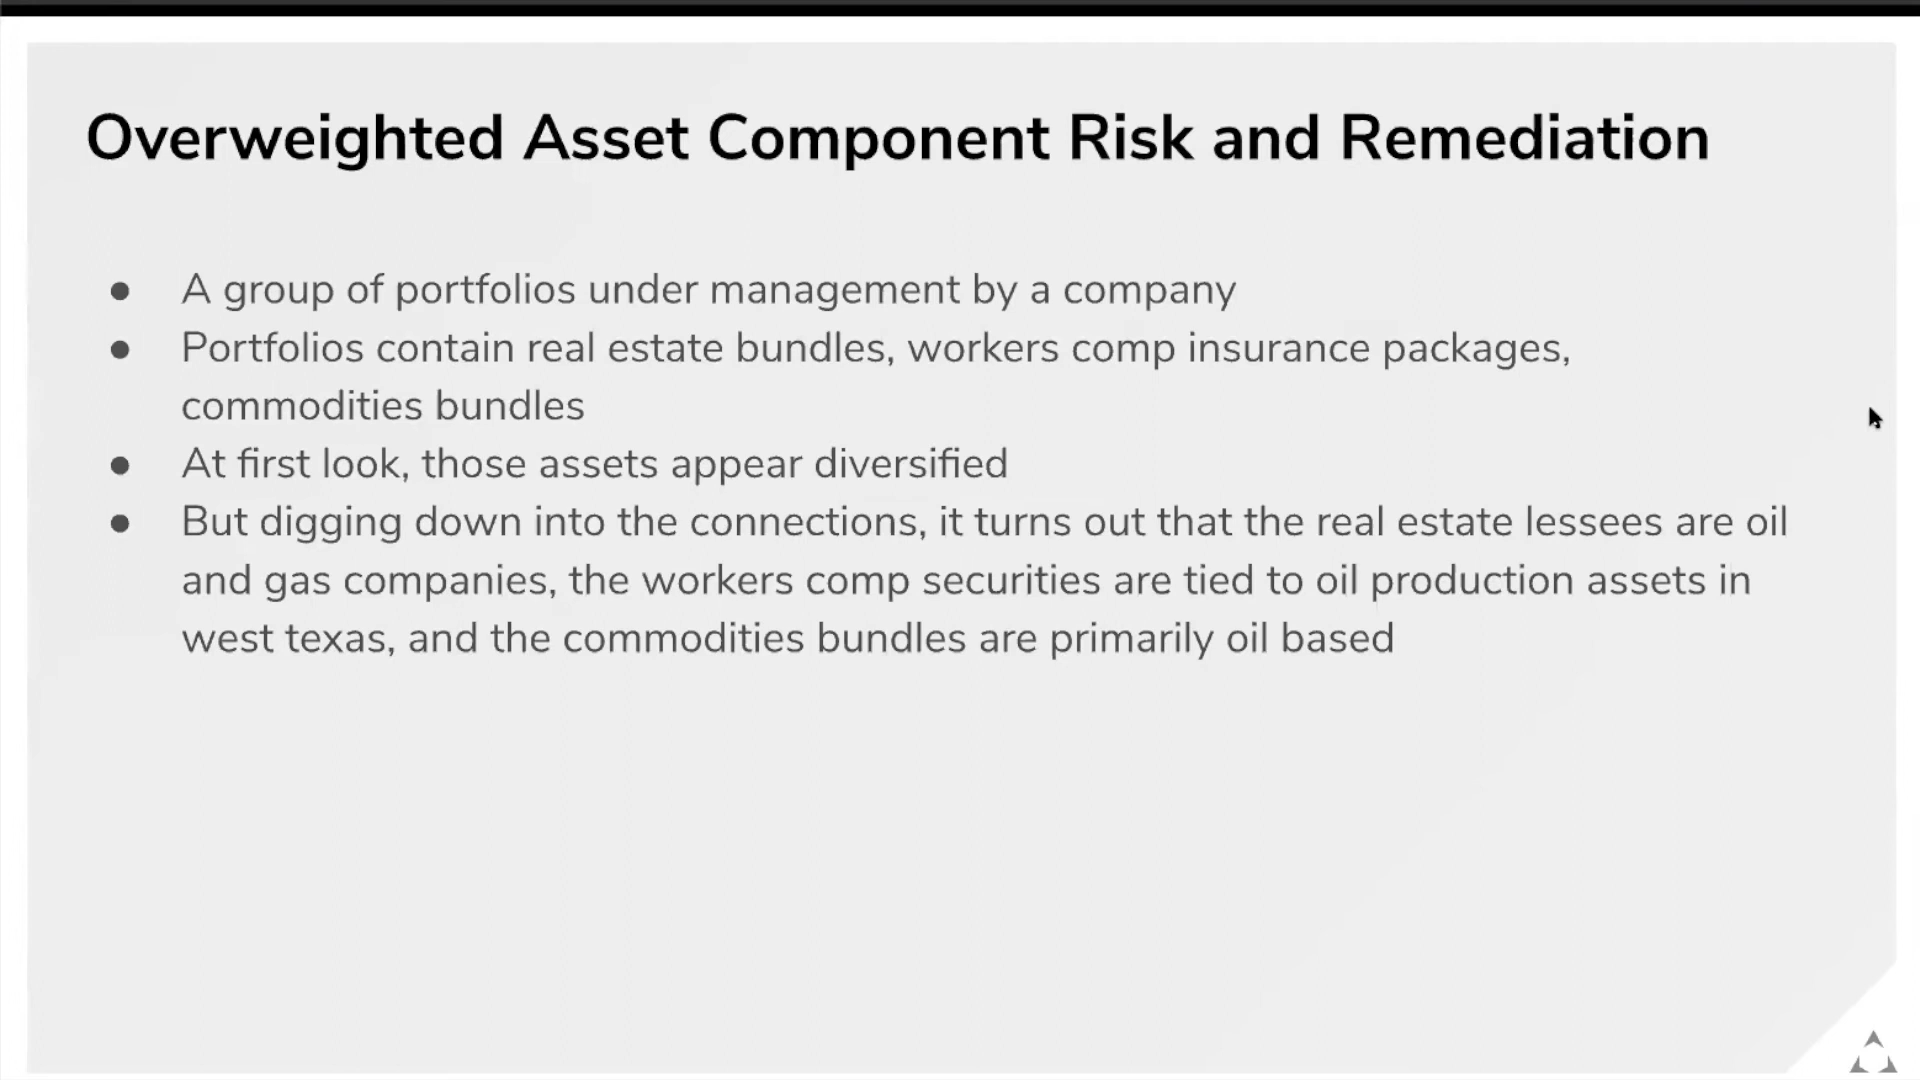 Overweighted Asset Component Risk and Remediation
● A group of portfolios under management by a company
● Portfolios contain real estate bundles, workers comp insurance packages,
commodities bundles
● At first look, those assets appear diversified
● But digging down into the connections, it turns out that the real estate lessees are oil
and gas companies, the workers comp securities are tied to oil production assets in
west texas, and the commodities bundles are primarily oil based